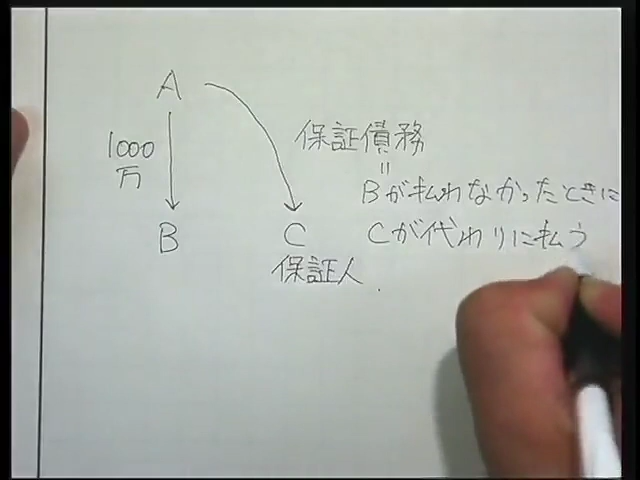 A
1000
万
保証債務
=
Bが払わなかったときに
B
C
Cが代わりに払う
保証人